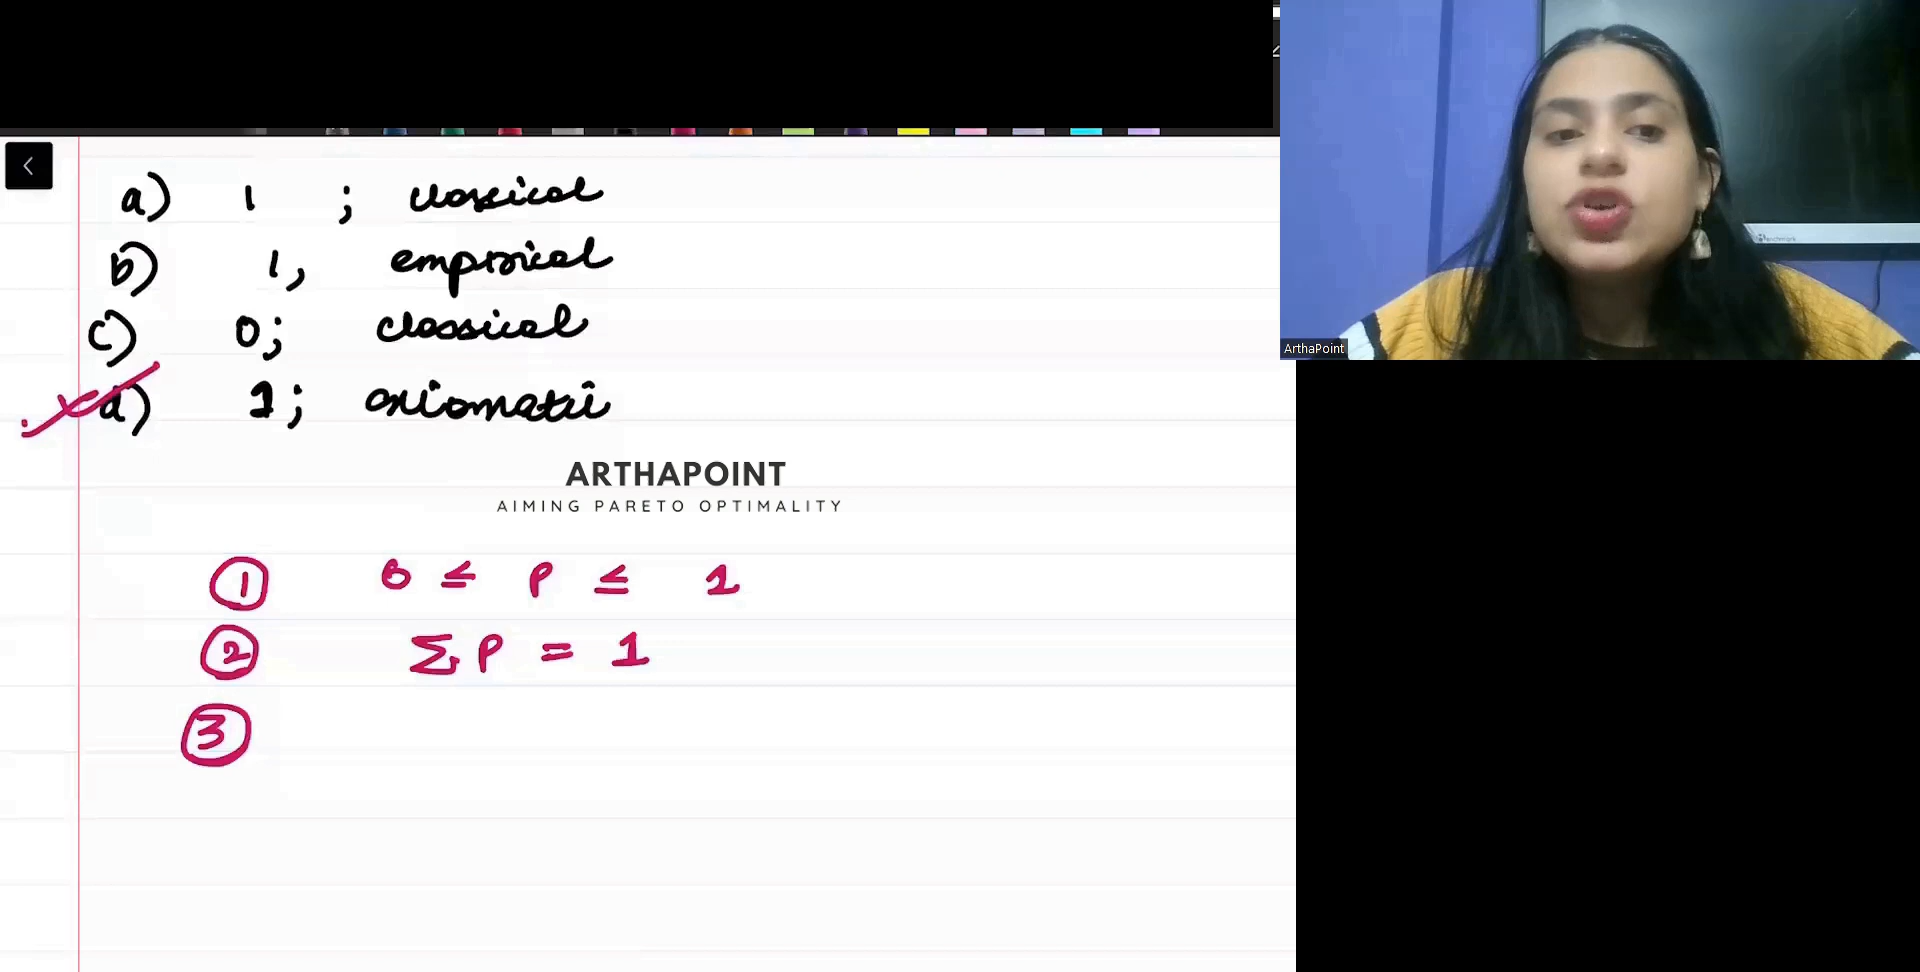 a) 1 ; classical
b) 1, empirical
c) 0; classical
d) 1; axiomatic
ARTHAPOINT
AIMING PARETO OPTIMALITY
① 0 ≤ P ≤ 1
② Σ P = 1
③
ArthaPoint